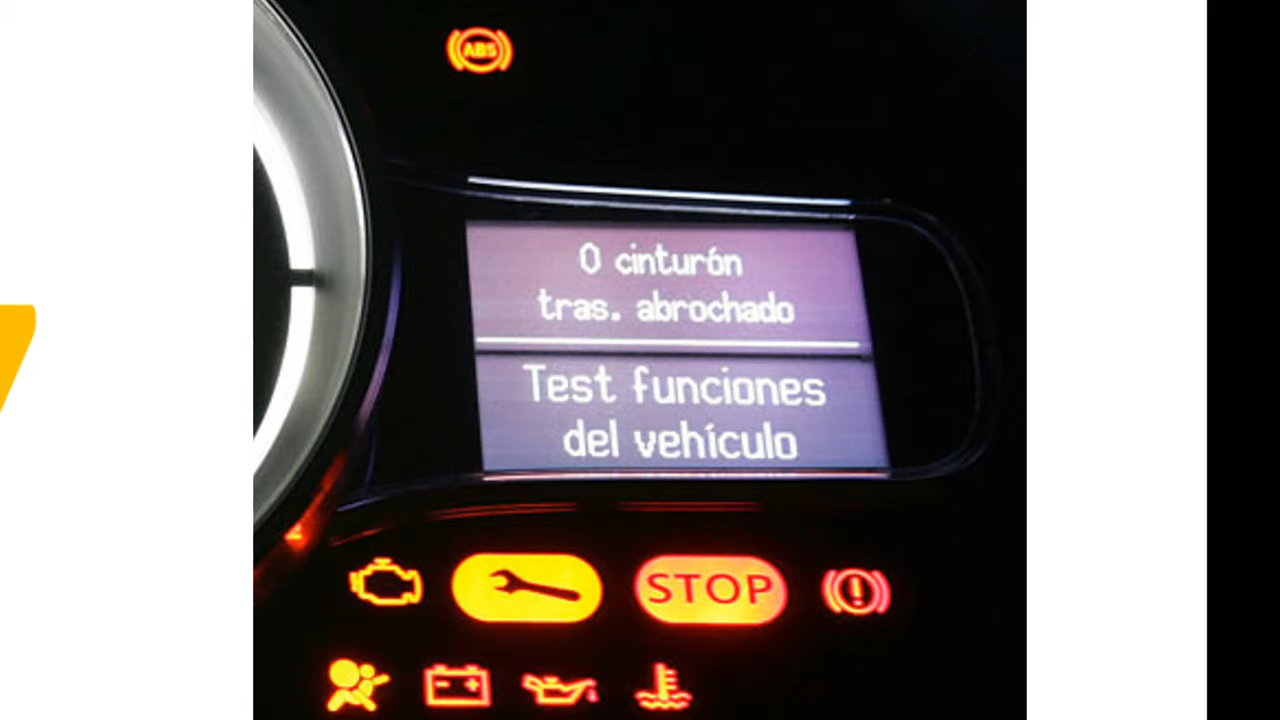 ABS
0 cinturón
tras. abrochado
Test funciones
del vehículo
STOP